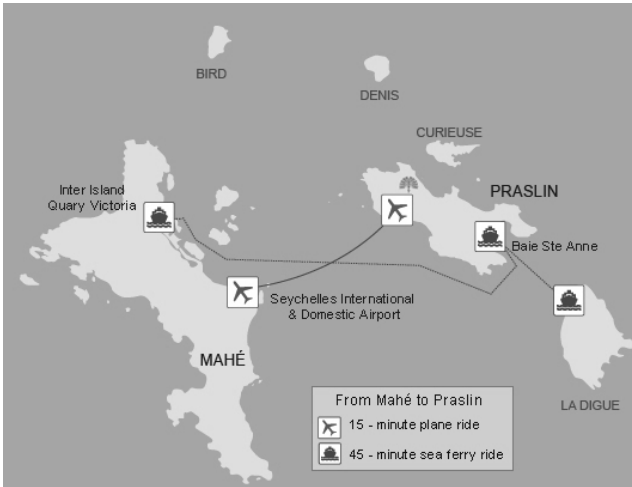 BIRD
DENIS
CURIEUSE
Inter Island
Quary Victoria
PRASLIN
Baie Ste Anne
Seychelles International
& Domestic Airport
MAHÉ
LA DIGUE
From Mahé to Praslin
15 - minute plane ride
45 - minute sea ferry ride